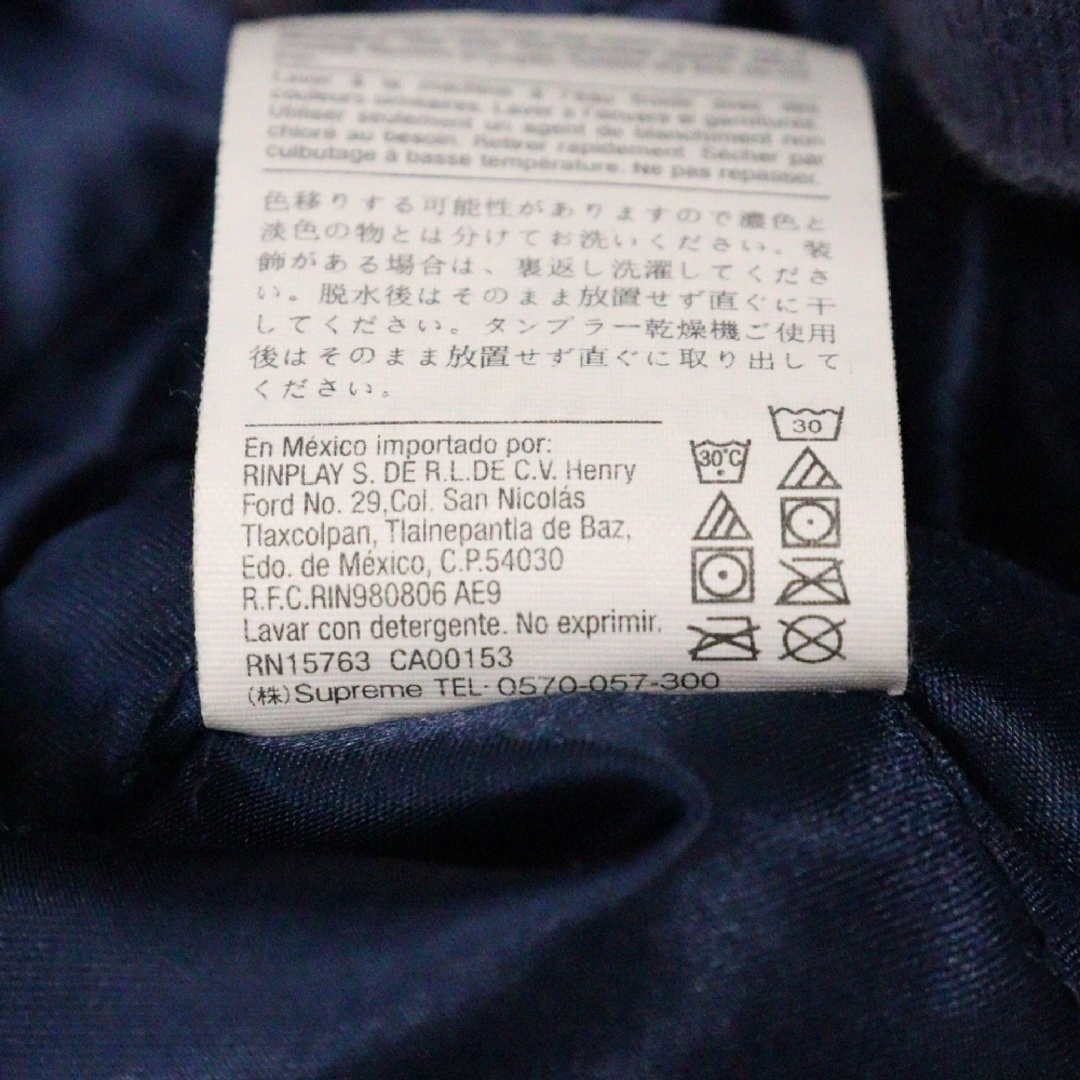 Laver à la machine à l'eau froide avec des
couleurs similaires. Laver à l'envers si garnitures.
Utiliser seulement un agent de blanchiment non
chloré au besoin. Retirer rapidement. Sécher par
culbutage à basse température. Ne pas repasser.
色移りする可能性がありますので濃色と
淡色の物とは分けてお洗いください。装
飾がある場合は、裏返し洗濯してくださ
い。脱水後はそのまま放置せず直ぐに干
してください。タンブラー乾燥機ご使用
後はそのまま放置せず直ぐに取り出して
ください。
En México importado por:
RINPLAY S. DE R.L.DE C.V. Henry
Ford No. 29,Col. San Nicolás
Tlaxcolpan, Tlalnepantla de Baz,
Edo. de México, C.P.54030
R.F.C.RIN980806 AE9
Lavar con detergente. No exprimir.
RN15763 CA00153
(株)Supreme TEL· 0570-057-300
30
30°C